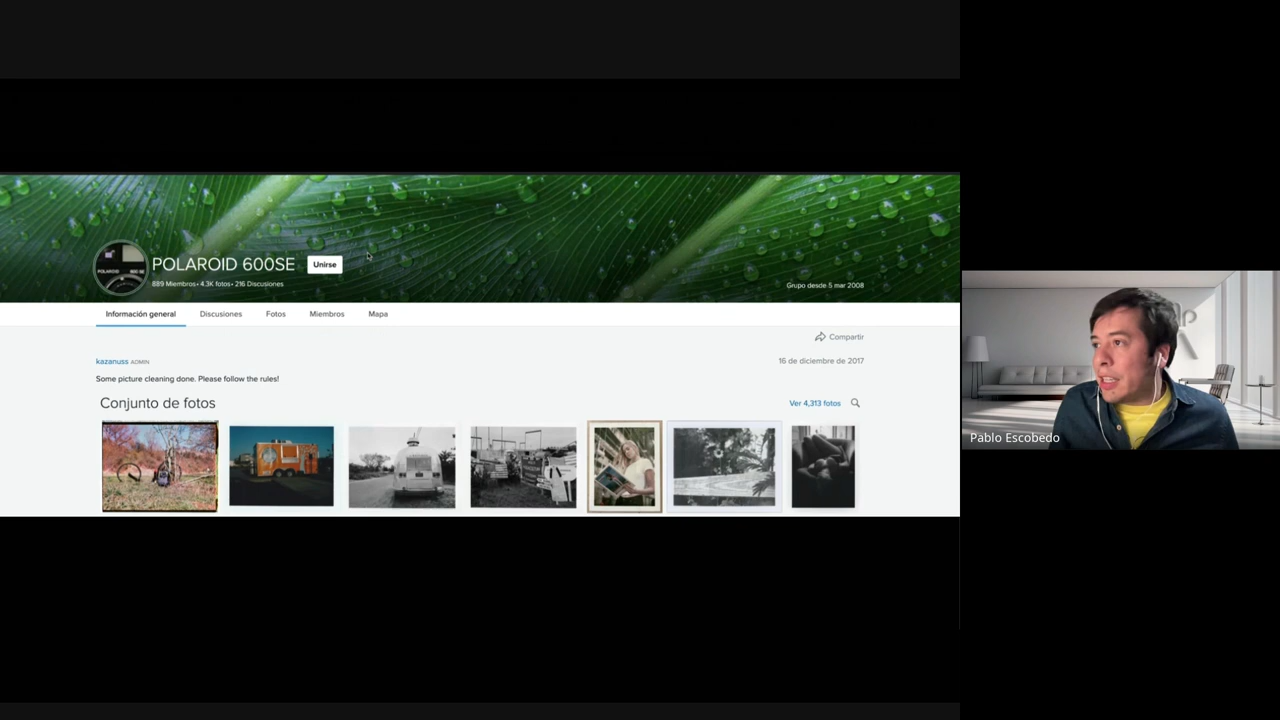 POLAROID 600SE
Unirse
889 Miembros • 4.3K fotos • 216 Discusiones
Grupo desde 5 mar 2008
Información general
Discusiones
Fotos
Miembros
Mapa
Compartir
kazanuss ADMIN
16 de diciembre de 2017
Some picture cleaning done. Please follow the rules!
Conjunto de fotos
Ver 4,313 fotos
Pablo Escobedo